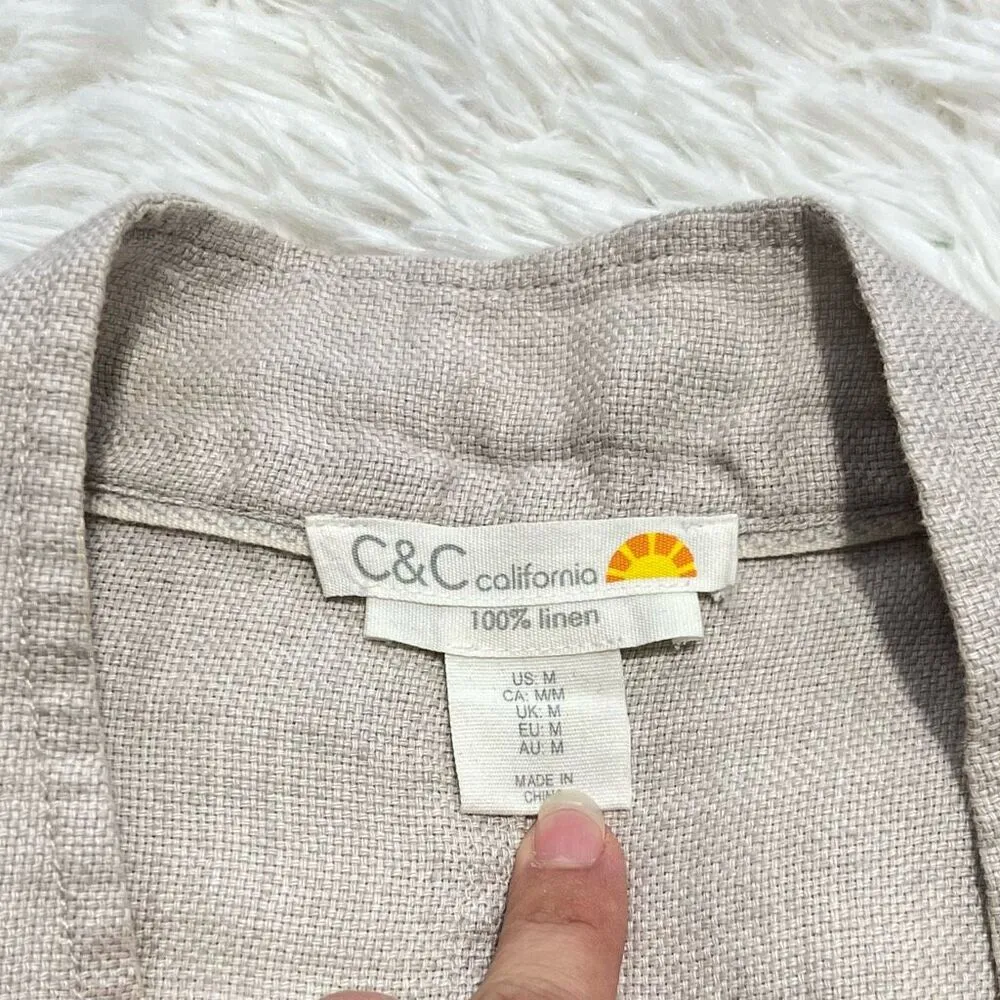 C&C california
100% linen
US: M
CA: M/M
UK: M
EU: M
AU: M
MADE IN